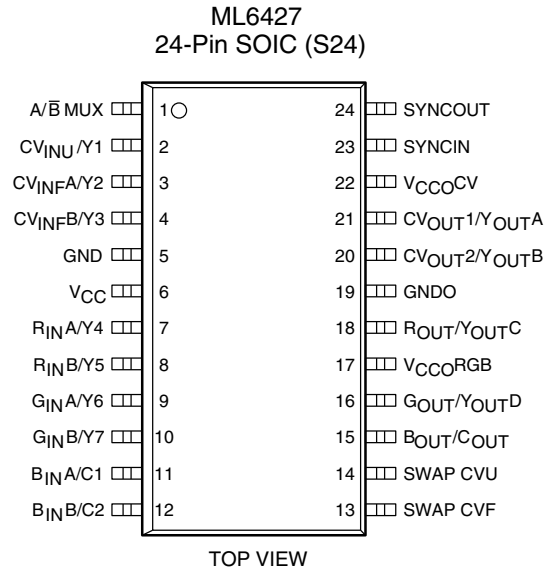 ML6427
24-Pin SOIC (S24)
A/B̅ MUX 1 24 SYNCOUT
CVINU/Y1 2 23 SYNCIN
CVINFA/Y2 3 22 VCCOCV
CVINFB/Y3 4 21 CVOUT1/YOUTA
GND 5 20 CVOUT2/YOUTB
VCC 6 19 GNDO
RINA/Y4 7 18 ROUT/YOUTC
RINB/Y5 8 17 VCCORGB
GINA/Y6 9 16 GOUT/YOUTD
GINB/Y7 10 15 BOUT/COUT
BINA/C1 11 14 SWAP CVU
BINB/C2 12 13 SWAP CVF
TOP VIEW